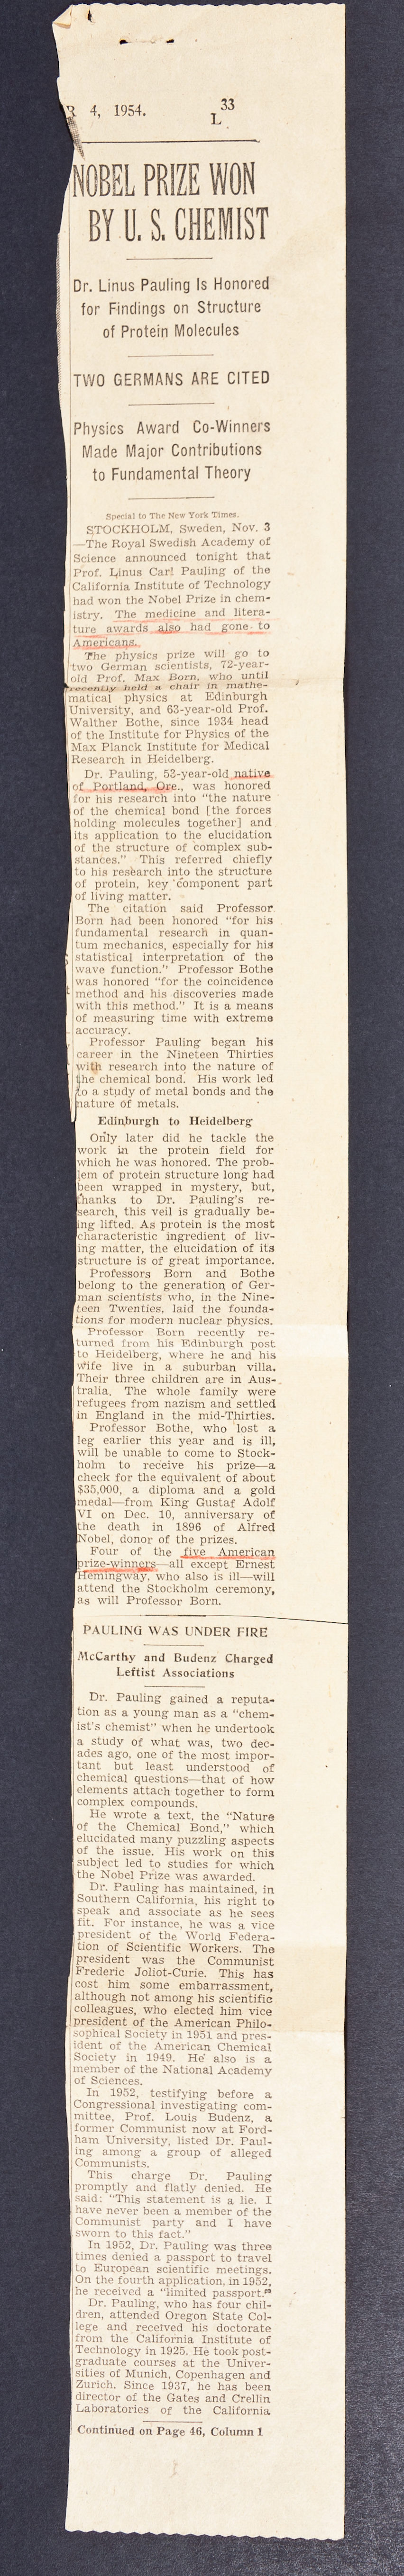 R 4, 1954.
L 33
NOBEL PRIZE WON
BY U. S. CHEMIST
Dr. Linus Pauling Is Honored
for Findings on Structure
of Protein Molecules
TWO GERMANS ARE CITED
Physics Award Co-Winners
Made Major Contributions
to Fundamental Theory
Special to The New York Times.
STOCKHOLM, Sweden, Nov. 3
—The Royal Swedish Academy of
Science announced tonight that
Prof. Linus Carl Pauling of the
California Institute of Technology
had won the Nobel Prize in chem-
istry. The medicine and litera-
ture awards also had gone to
Americans.
The physics prize will go to
two German scientists, 72-year-
old Prof. Max Born, who until
recently held a chair in mathe-
matical physics at Edinburgh
University, and 63-year-old Prof.
Walther Bothe, since 1934 head
of the Institute for Physics of the
Max Planck Institute for Medical
Research in Heidelberg.
Dr. Pauling, 53-year-old native
of Portland, Ore., was honored
for his research into "the nature
of the chemical bond [the forces
holding molecules together] and
its application to the elucidation
of the structure of complex sub-
stances." This referred chiefly
to his research into the structure
of protein, key component part
of living matter.
The citation said Professor
Born had been honored "for his
fundamental research in quan-
tum mechanics, especially for his
statistical interpretation of the
wave function." Professor Bothe
was honored "for the coincidence
method and his discoveries made
with this method." It is a means
of measuring time with extreme
accuracy.
Professor Pauling began his
career in the Nineteen Thirties
with research into the nature of
the chemical bond. His work led
to a study of metal bonds and the
nature of metals.
Edinburgh to Heidelberg
Only later did he tackle the
work in the protein field for
which he was honored. The prob-
lem of protein structure long had
been wrapped in mystery, but,
thanks to Dr. Pauling's re-
search, this veil is gradually be-
ing lifted. As protein is the most
characteristic ingredient of liv-
ing matter, the elucidation of its
structure is of great importance.
Professors Born and Bothe
belong to the generation of Ger-
man scientists who, in the Nine-
teen Twenties, laid the founda-
tions for modern nuclear physics.
Professor Born recently re-
turned from his Edinburgh post
to Heidelberg, where he and his
wife live in a suburban villa.
Their three children are in Aus-
tralia. The whole family were
refugees from nazism and settled
in England in the mid-Thirties.
Professor Bothe, who lost a
leg earlier this year and is ill,
will be unable to come to Stock-
holm to receive his prize—a
check for the equivalent of about
$35,000, a diploma and a gold
medal—from King Gustaf Adolf
VI on Dec. 10, anniversary of
the death in 1896 of Alfred
Nobel, donor of the prizes.
Four of the five American
prize-winners—all except Ernest
Hemingway, who also is ill—will
attend the Stockholm ceremony,
as will Professor Born.
PAULING WAS UNDER FIRE
McCarthy and Budenz Charged
Leftist Associations
Dr. Pauling gained a reputa-
tion as a young man as a "chem-
ist's chemist" when he undertook
a study of what was, two dec-
ades ago, one of the most impor-
tant but least understood of
chemical questions—that of how
elements attach together to form
complex compounds.
He wrote a text, the "Nature
of the Chemical Bond," which
elucidated many puzzling aspects
of the issue. His work on this
subject led to studies for which
the Nobel Prize was awarded.
Dr. Pauling has maintained, in
Southern California, his right to
speak and associate as he sees
fit. For instance, he was a vice
president of the World Federa-
tion of Scientific Workers. The
president was the Communist
Frederic Joliot-Curie. This has
cost him some embarrassment,
although not among his scientific
colleagues, who elected him vice
president of the American Philo-
sophical Society in 1951 and pres-
ident of the American Chemical
Society in 1949. He also is a
member of the National Academy
of Sciences.
In 1952, testifying before a
Congressional investigating com-
mittee, Prof. Louis Budenz, a
former Communist now at Ford-
ham University, listed Dr. Paul-
ing among a group of alleged
Communists.
This charge Dr. Pauling
promptly and flatly denied. He
said: "This statement is a lie. I
have never been a member of the
Communist party and I have
sworn to this fact."
In 1952, Dr. Pauling was three
times denied a passport to travel
to European scientific meetings.
On the fourth application, in 1952,
he received a "limited passport."
Dr. Pauling, who has four chil-
dren, attended Oregon State Col-
lege and received his doctorate
from the California Institute of
Technology in 1925. He took post-
graduate courses at the Univer-
sities of Munich, Copenhagen and
Zurich. Since 1937, he has been
director of the Gates and Crellin
Laboratories of the California
Continued on Page 46, Column 1